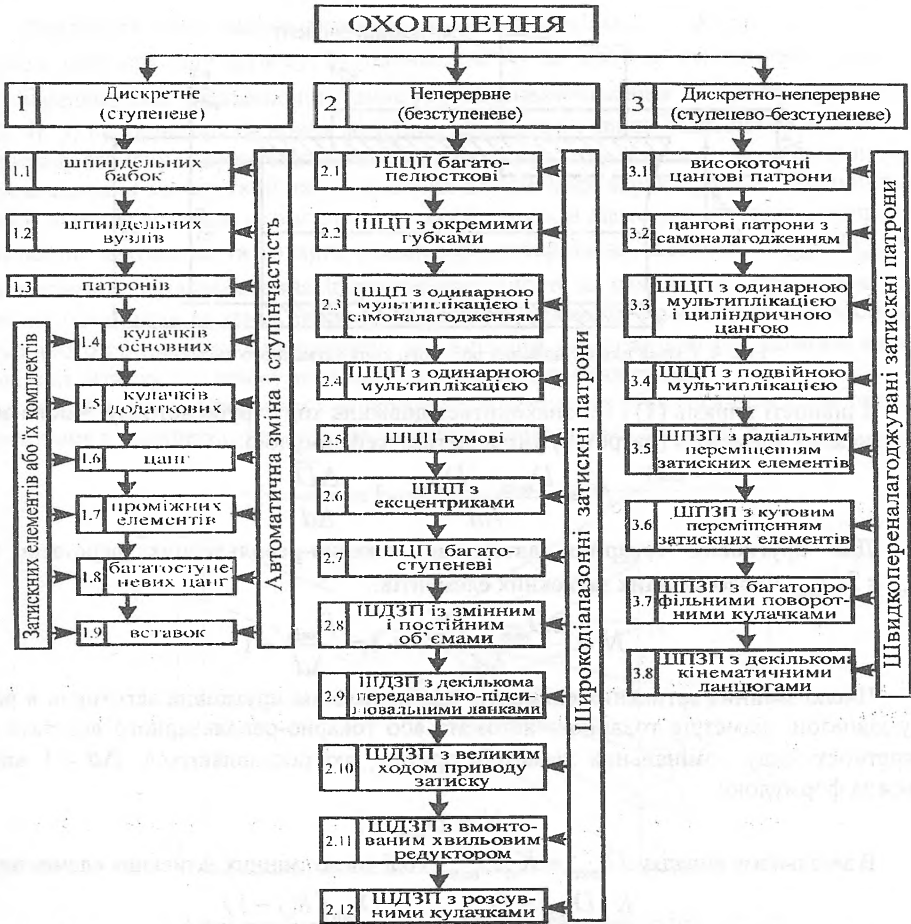 ОХОПЛЕННЯ
1 Дискретне
(ступеневе)
1.1 шпиндельних
бабок
1.2 шпиндельних
вузлів
1.3 патронів
1.4 кулачків
основних
1.5 кулачків
додаткових
1.6 цанг
1.7 проміжних
елементів
1.8 багатоступе
невих цанг
1.9 вставок
Затискних елементів або їх комплектів
Автоматична змінна і ступінчастість
2 Неперервне
(безступеневе)
2.1 ШЦП багато-
пелюсткові
2.2 ШЦП з окремими
губками
2.3 ШЦП з одинарною
мультиплікацією і
самоналагодженням
2.4 ШЦП з одинарною
мультиплікацією
2.5 ШЦП гумові
2.6 ШЦП з
ексцентриками
2.7 ШЦП багато-
ступеневі
2.8 ШДЗП із змінним
і постійним
об'ємами
2.9 ШДЗП з декількома
передавально-підси-
лювальними ланками
2.10 ШДЗП з великим
ходом приводу
затиску
2.11 ШДЗП з вмонто-
ваним хвильовим
редуктором
2.12 ШДЗП з розсув-
ними кулачками
Широкодіапазонні затискні патрони
3 Дискретно-неперервне
(ступенево-безступеневе)
3.1 високоточні
цангові патрони
3.2 цангові патрони з
самоналагодженням
3.3 ШЦП з одинарною
мультиплікацією
і циліндричною
цангою
3.4 ШЦП з подвійною
мультиплікацією
3.5 ШПЗП з радіальним
переміщенням
затискних елементів
3.6 ШПЗП з кутовим
переміщенням
затискних елементів
3.7 ШПЗП з багатопро-
фільними поворот-
ними кулачками
3.8 ШПЗП з декількома
кінематичними
ланцюгами
Швидкопереналагоджувані затискні патрони